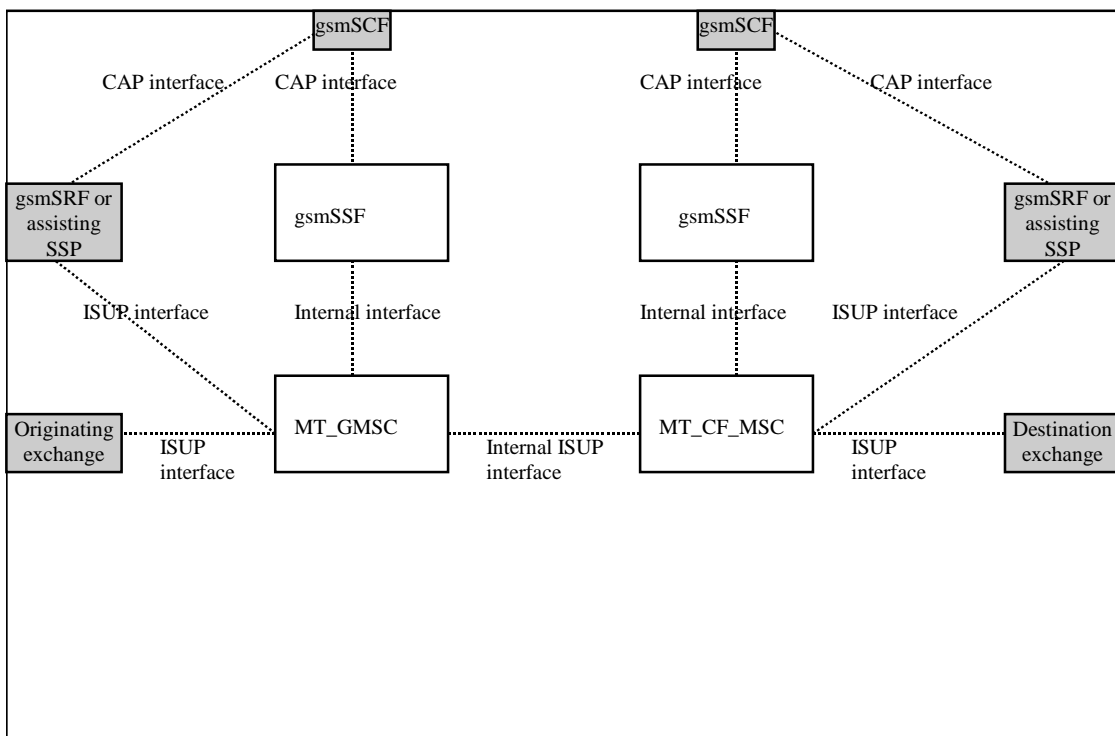 gsmSCF
gsmSCF
CAP interface
CAP interface
CAP interface
CAP interface
gsmSRF or
assisting
SSP
gsmSSF
gsmSSF
gsmSRF or
assisting
SSP
ISUP interface
Internal interface
Internal interface
ISUP interface
Originating
exchange
ISUP
interface
MT_GMSC
Internal ISUP
interface
MT_CF_MSC
ISUP
interface
Destination
exchange